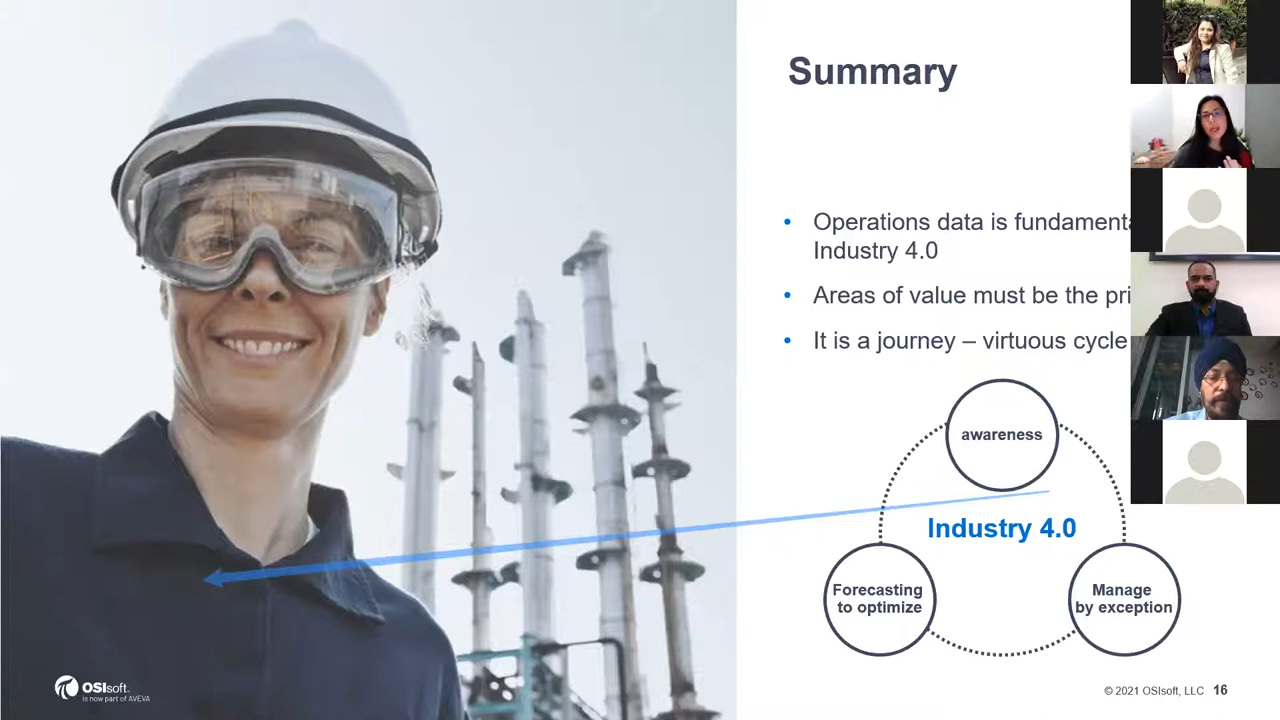 Summary
• Operations data is
Industry 4.0
• Areas of value must be the
• It is a journey – virtuous cycle
awareness
Industry 4.0
Forecasting
to optimize
Manage
by exception
OSIsoft.
is now part of AVEVA
© 2021 OSIsoft, LLC 16